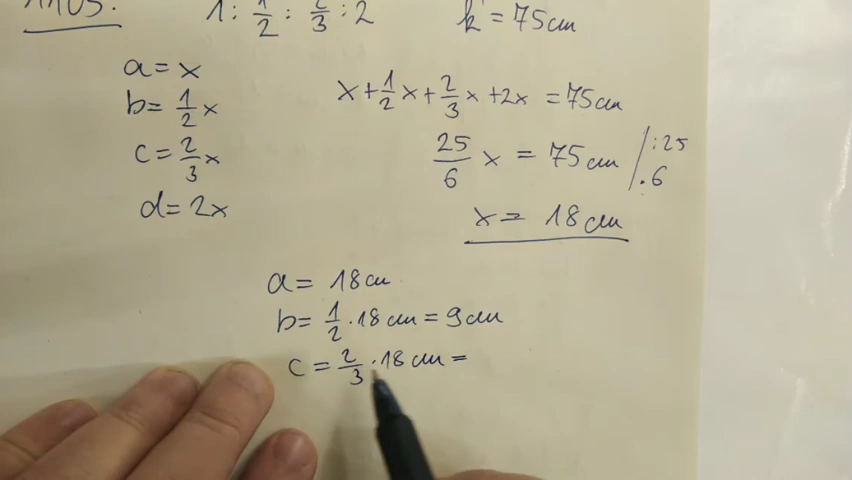 1 : 1/2 : 2/3 : 2 k = 75cm
a = x
b = 1/2 x
c = 2/3 x
d = 2x
x + 1/2 x + 2/3 x + 2x = 75cm
25/6 x = 75cm /:25 .6
x = 18cm
a = 18cm
b = 1/2 · 18cm = 9cm
c = 2/3 · 18cm =